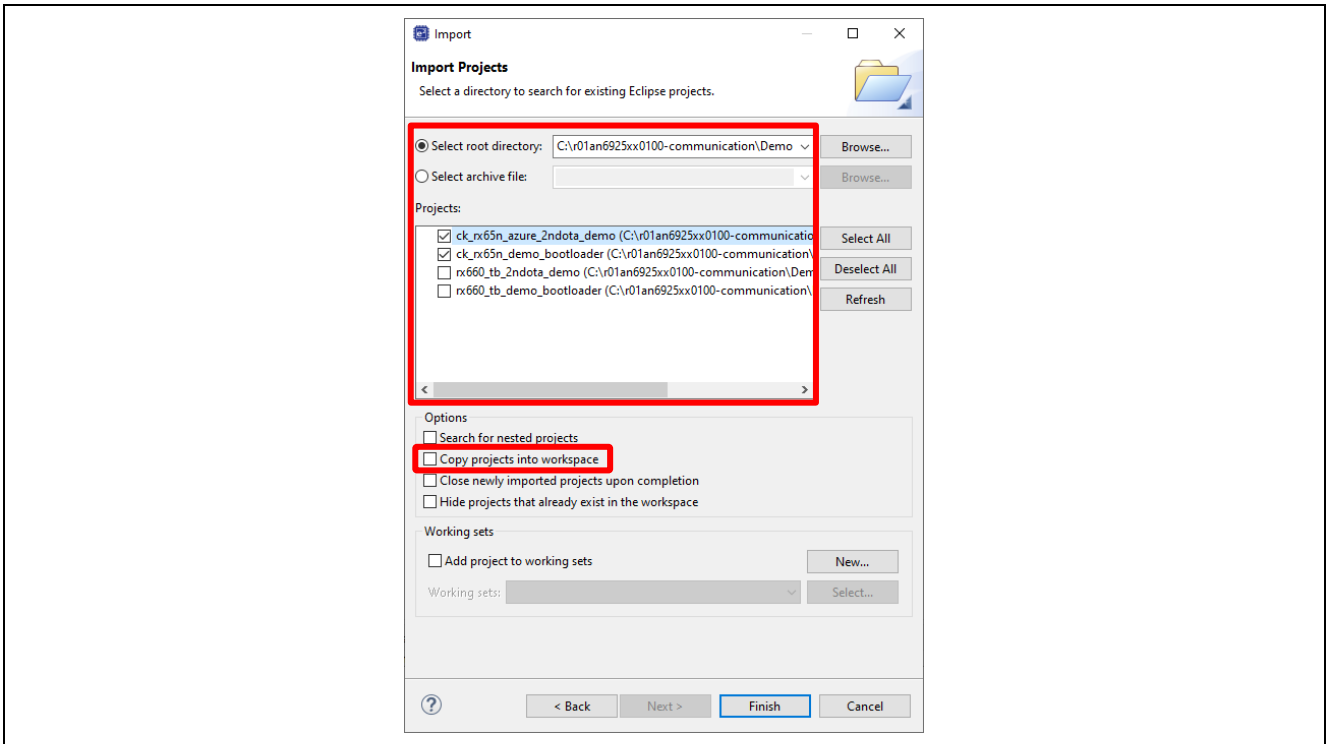 Import
Import Projects
Select a directory to search for existing Eclipse projects.
Select root directory: C:\r01an6925xx0100-communication\Demo Browse...
Select archive file: Browse...
Projects:
ck_rx65n_azure_2ndota_demo (C:\r01an6925xx0100-communicatio Select All
ck_rx65n_demo_bootloader (C:\r01an6925xx0100-communication\
rx660_tb_2ndota_demo (C:\r01an6925xx0100-communication\Dem Deselect All
rx660_tb_demo_bootloader (C:\r01an6925xx0100-communication\ Refresh
Options
Search for nested projects
Copy projects into workspace
Close newly imported projects upon completion
Hide projects that already exist in the workspace
Working sets
Add project to working sets New...
Working sets: Select...
? < Back Next > Finish Cancel